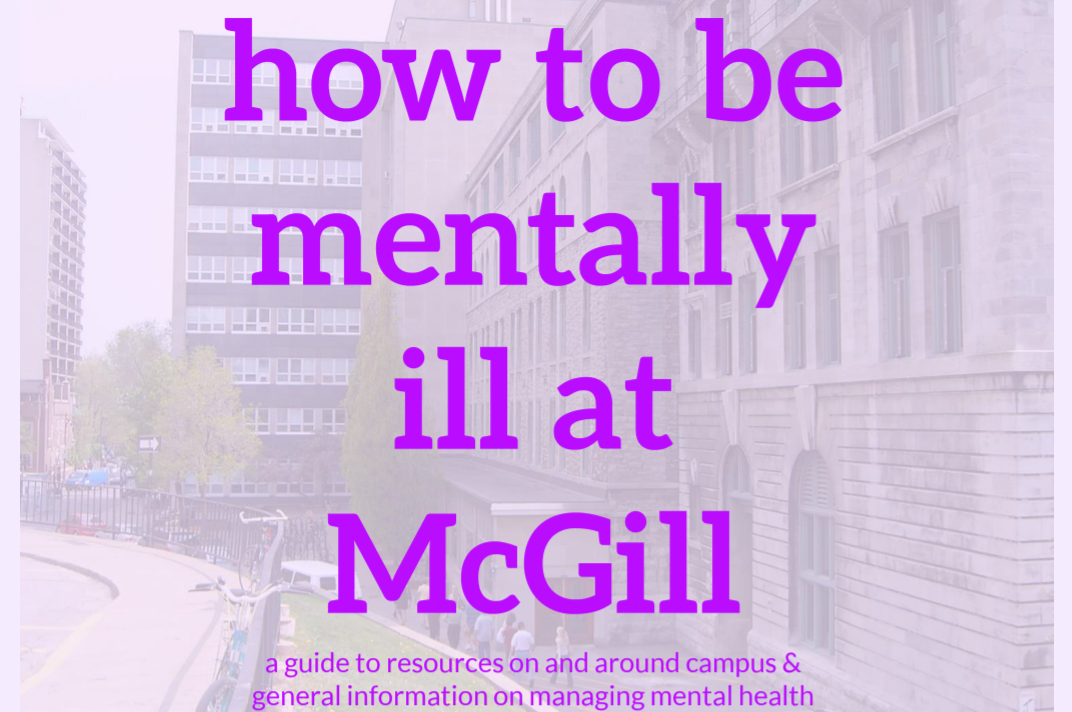 how to be
mentally
ill at
McGill
a guide to resources on and around campus &
general information on managing mental health